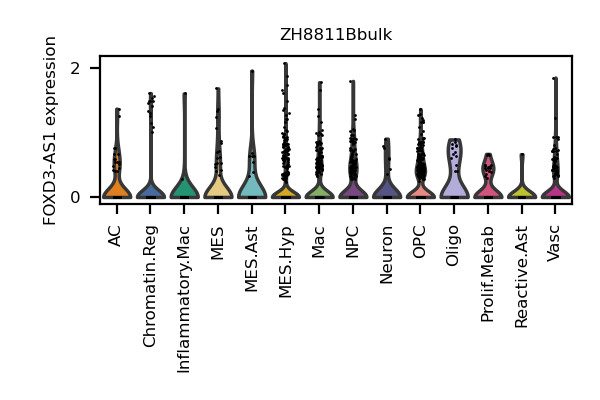 ZH8811Bbulk
FOXD3-AS1 expression
2
0
AC
Chromatin.Reg
Inflammatory.Mac
MES
MES.Ast
MES.Hyp
Mac
NPC
Neuron
OPC
Oligo
Prolif.Metab
Reactive.Ast
Vasc